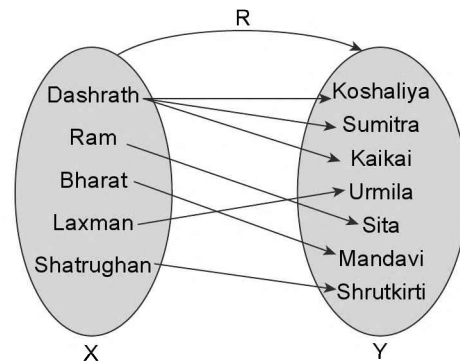 R
Dashrath
Ram
Bharat
Laxman
Shatrughan
Koshaliya
Sumitra
Kaikai
Urmila
Sita
Mandavi
Shrutkirti
X
Y